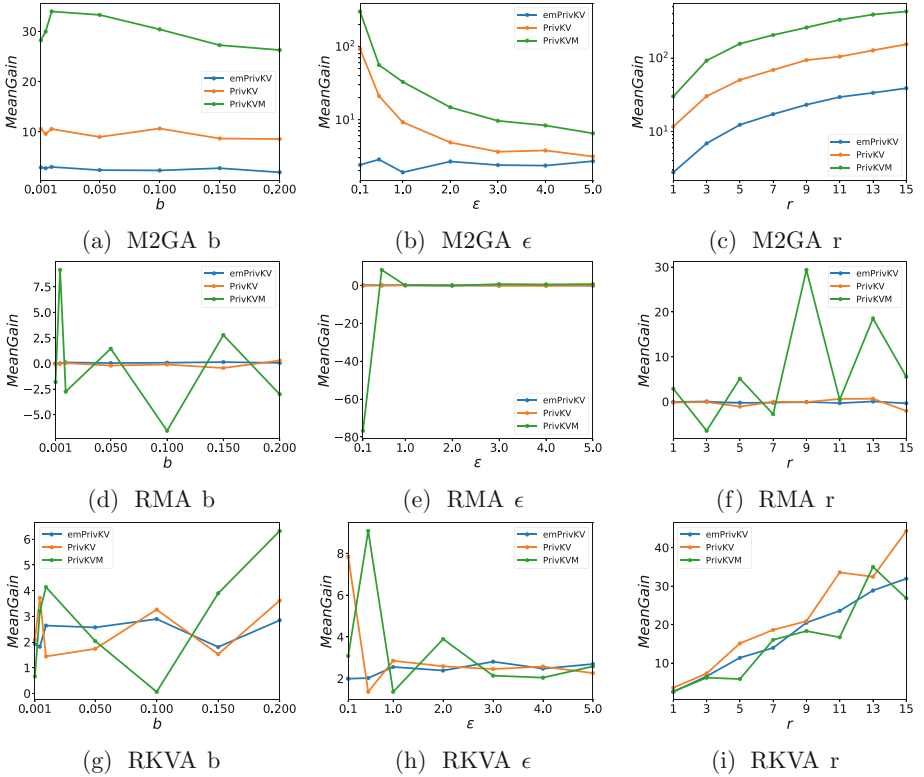 MeanGain
30
20
10
emPrivKV
PrivKV
PrivKVM
0.001
0.050
0.100
0.150
0.200
b
(a) M2GA b
MeanGain
10²
10¹
emPrivKV
PrivKV
PrivKVM
0.1
1.0
2.0
3.0
4.0
5.0
ε
(b) M2GA ϵ
MeanGain
10²
10¹
emPrivKV
PrivKV
PrivKVM
1
3
5
7
9
11
13
15
r
(c) M2GA r
MeanGain
7.5
5.0
2.5
0.0
−2.5
−5.0
emPrivKV
PrivKV
PrivKVM
0.001
0.050
0.100
0.150
0.200
b
(d) RMA b
MeanGain
0
−20
−40
−60
−80
emPrivKV
PrivKV
PrivKVM
0.1
1.0
2.0
3.0
4.0
5.0
ε
(e) RMA ϵ
MeanGain
30
20
10
0
emPrivKV
PrivKV
PrivKVM
1
3
5
7
9
11
13
15
r
(f) RMA r
MeanGain
6
5
4
3
2
1
0
emPrivKV
PrivKV
PrivKVM
0.001
0.050
0.100
0.150
0.200
b
(g) RKVA b
MeanGain
8
6
4
2
emPrivKV
PrivKV
PrivKVM
0.1
1.0
2.0
3.0
4.0
5.0
ε
(h) RKVA ϵ
MeanGain
40
30
20
10
emPrivKV
PrivKV
PrivKVM
1
3
5
7
9
11
13
15
r
(i) RKVA r